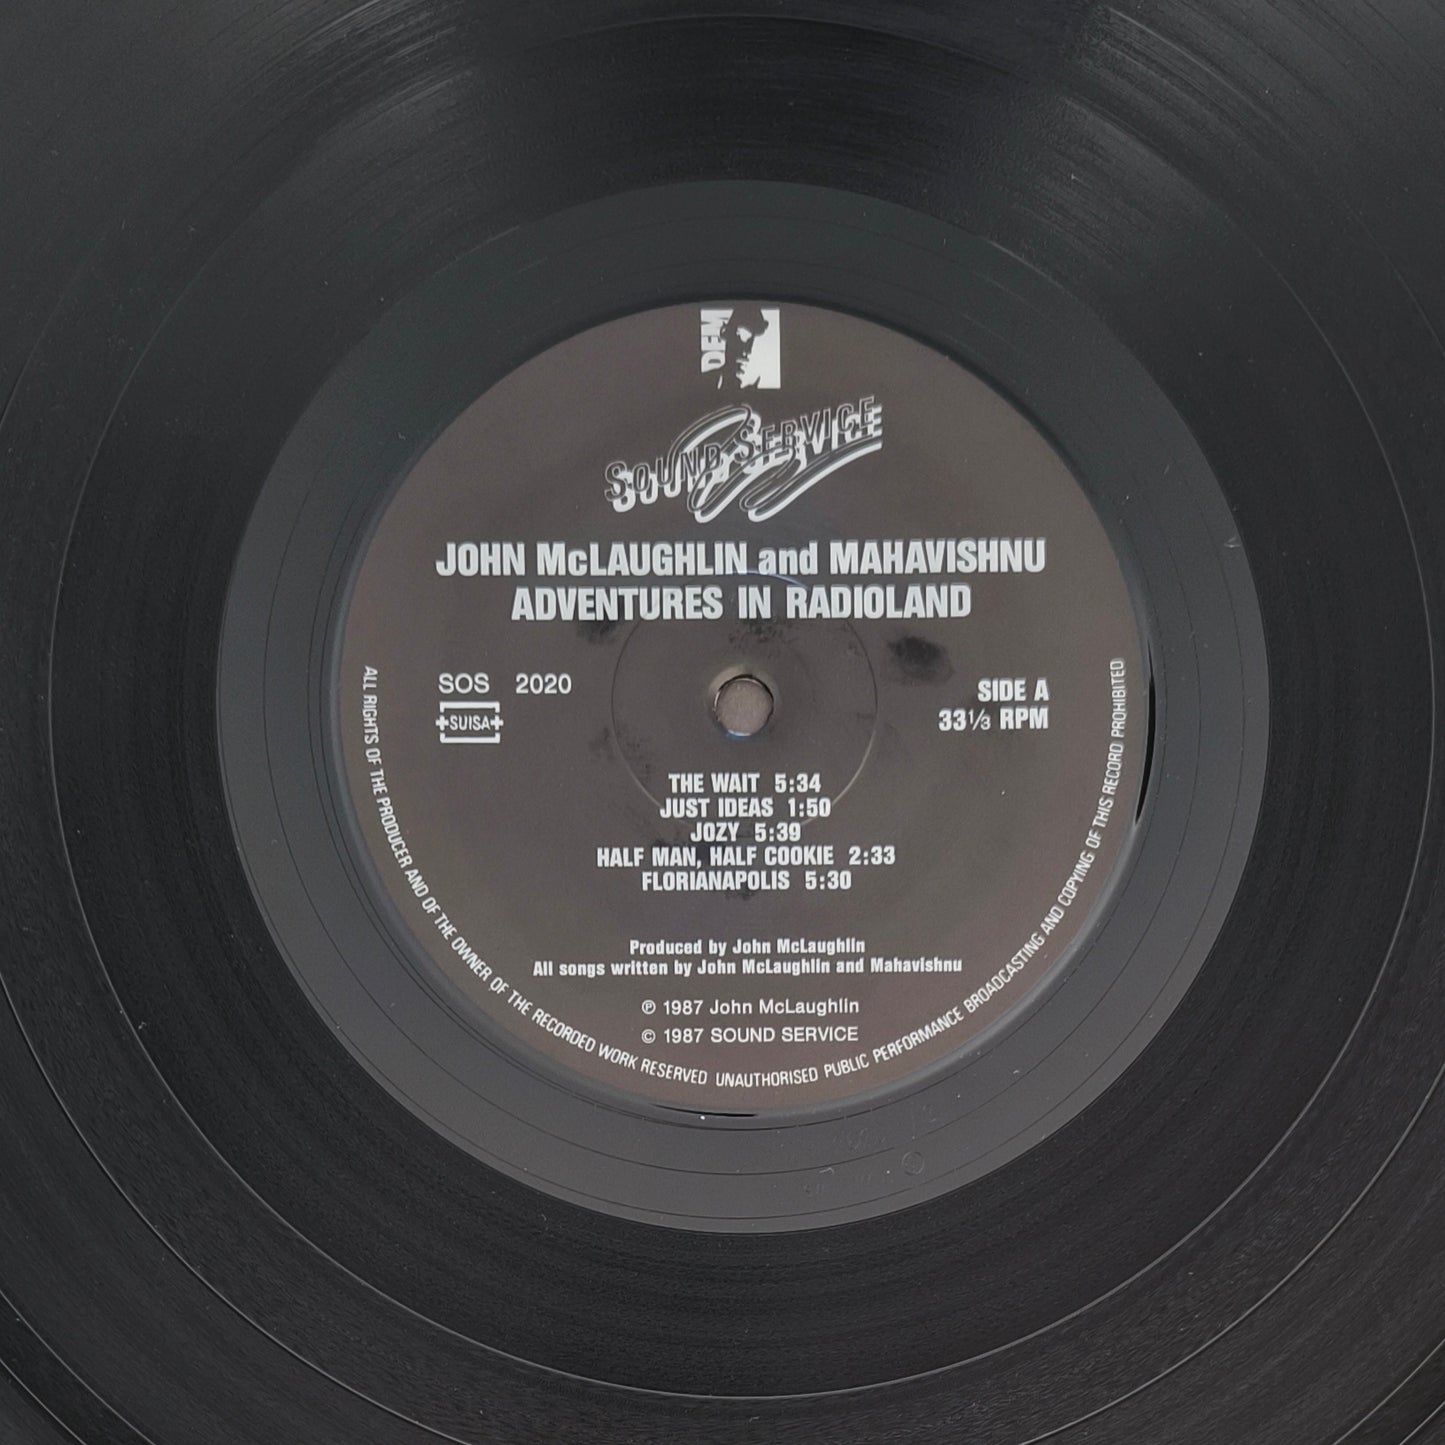 DFM
SOUND SERVICE
JOHN McLAUGHLIN and MAHAVISHNU
ADVENTURES IN RADIOLAND
SOS 2020
SUISA
SIDE A
33⅓ RPM
THE WAIT 5:34
JUST IDEAS 1:50
JOZY 5:39
HALF MAN, HALF COOKIE 2:33
FLORIANAPOLIS 5:30
Produced by John McLaughlin
All songs written by John McLaughlin and Mahavishnu
℗ 1987 John McLaughlin
© 1987 SOUND SERVICE
ALL RIGHTS OF THE PRODUCER AND OF THE OWNER OF THE RECORDED WORK RESERVED UNAUTHORISED PUBLIC PERFORMANCE BROADCASTING AND COPYING OF THIS RECORD PROHIBITED